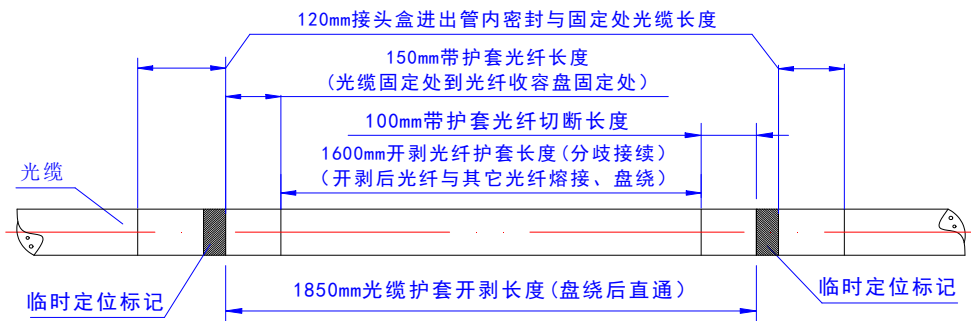 120mm接头盒进出管内密封与固定处光缆长度
150mm带护套光纤长度
(光缆固定处到光纤收容盘固定处)
100mm带护套光纤切断长度
1600mm开剥光纤护套长度(分歧接续)
(开剥后光纤与其它光纤熔接、盘绕)
光缆
1850mm光缆护套开剥长度(盘绕后直通)
临时定位标记
临时定位标记